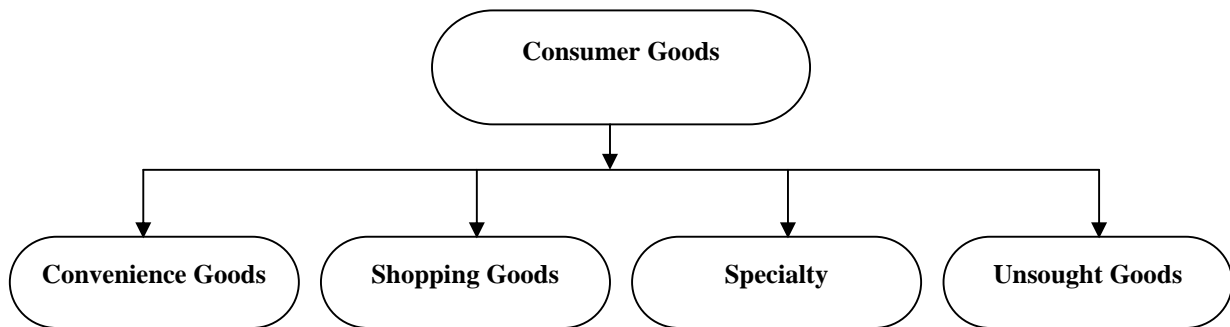 Consumer Goods
Convenience Goods
Shopping Goods
Specialty
Unsought Goods